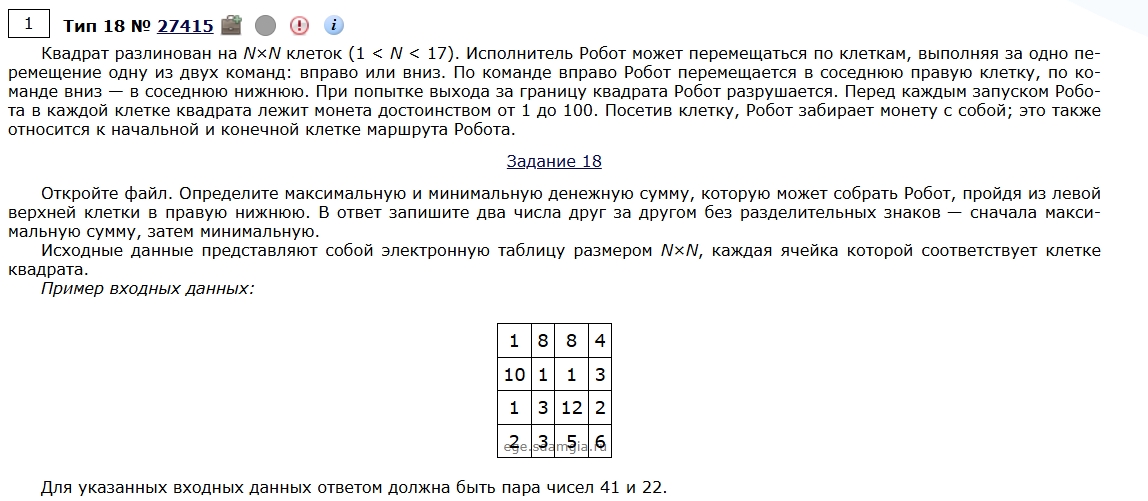 1 Тип 18 № 27415 i
Квадрат разлинован на N×N клеток (1 < N < 17). Исполнитель Робот может перемещаться по клеткам, выполняя за одно пе-
ремещение одну из двух команд: вправо или вниз. По команде вправо Робот перемещается в соседнюю правую клетку, по ко-
манде вниз — в соседнюю нижнюю. При попытке выхода за границу квадрата Робот разрушается. Перед каждым запуском Робо-
та в каждой клетке квадрата лежит монета достоинством от 1 до 100. Посетив клетку, Робот забирает монету с собой; это также
относится к начальной и конечной клетке маршрута Робота.
Задание 18
Откройте файл. Определите максимальную и минимальную денежную сумму, которую может собрать Робот, пройдя из левой
верхней клетки в правую нижнюю. В ответ запишите два числа друг за другом без разделительных знаков — сначала макси-
мальную сумму, затем минимальную.
Исходные данные представляют собой электронную таблицу размером N×N, каждая ячейка которой соответствует клетке
квадрата.
Пример входных данных:
1 8 8 4
10 1 1 3
1 3 12 2
2 3 5 6
ege.sdamgia.ru
Для указанных входных данных ответом должна быть пара чисел 41 и 22.